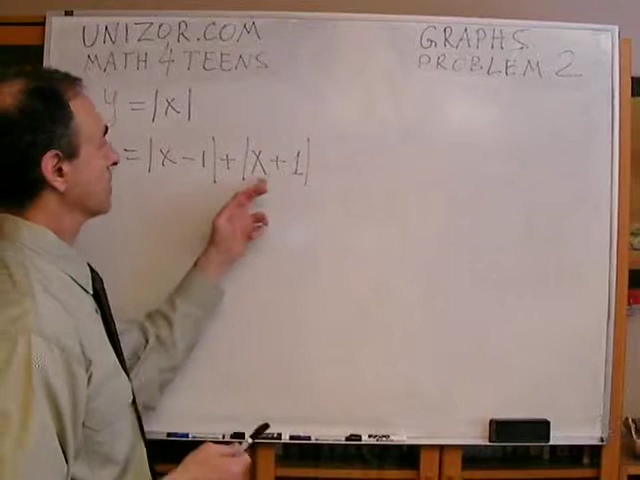 UNIZOR.COM
MATH 4 TEENS
GRAPHS
PROBLEM 2
y = |x|
= |x - 1| + |x + 1|